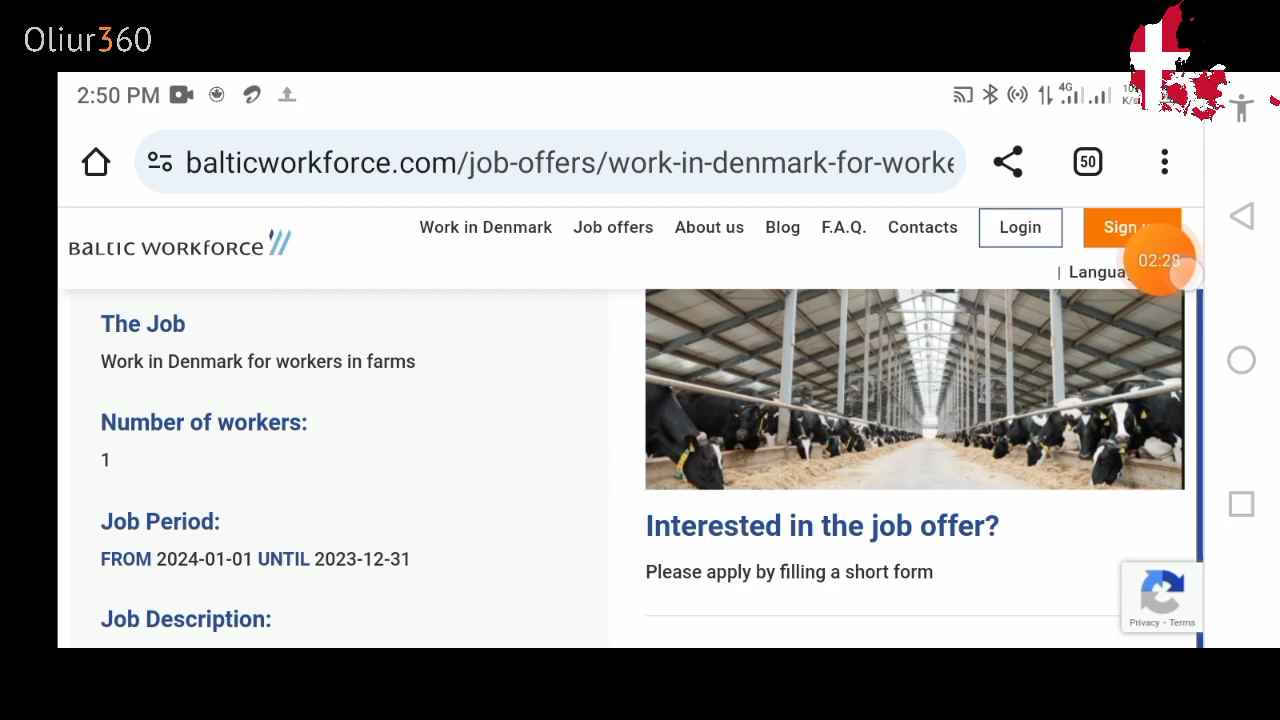 Oliur360
2:50 PM
4G
K/s
balticworkforce.com/job-offers/work-in-denmark-for-worke
50
BALTIC WORKFORCE
Work in Denmark Job offers About us Blog F.A.Q. Contacts Login Sign
02:28
| Langua
The Job
Work in Denmark for workers in farms
Number of workers:
1
Job Period:
FROM 2024-01-01 UNTIL 2023-12-31
Job Description:
Interested in the job offer?
Please apply by filling a short form
Privacy - Terms